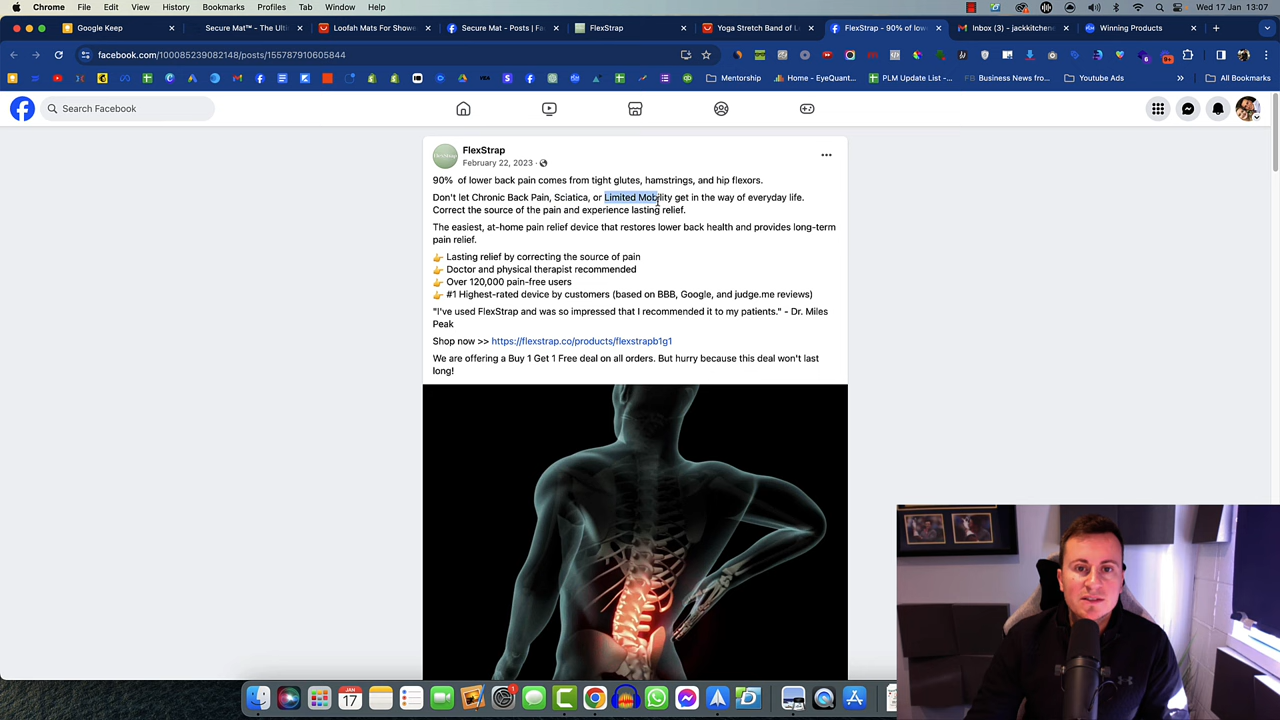 Chrome File Edit View History Bookmarks Profiles Tab Window Help
Wed 17 Jan 13:07
Google Keep
Secure Mat™ - The Ulti
Loofah Mats For Showe
Secure Mat - Posts | Fa
FlexStrap
Yoga Stretch Band of L
FlexStrap - 90% of lowe
Inbox (3) - jackkitchene
Winning Products
facebook.com/100085239082148/posts/155787910605844
Mentorship
Home - EyeQuant...
PLM Update List -...
Business News fro...
Youtube Ads
All Bookmarks
Search Facebook
FlexStrap
February 22, 2023
90% of lower back pain comes from tight glutes, hamstrings, and hip flexors.
Don't let Chronic Back Pain, Sciatica, or Limited Mobility get in the way of everyday life.
Correct the source of the pain and experience lasting relief.
The easiest, at-home pain relief device that restores lower back health and provides long-term
pain relief.
👉 Lasting relief by correcting the source of pain
👉 Doctor and physical therapist recommended
👉 Over 120,000 pain-free users
👉 #1 Highest-rated device by customers (based on BBB, Google, and judge.me reviews)
"I've used FlexStrap and was so impressed that I recommended it to my patients." - Dr. Miles
Peak
Shop now >> https://flexstrap.co/products/flexstrapb1g1
We are offering a Buy 1 Get 1 Free deal on all orders. But hurry because this deal won't last
long!
JAN
17